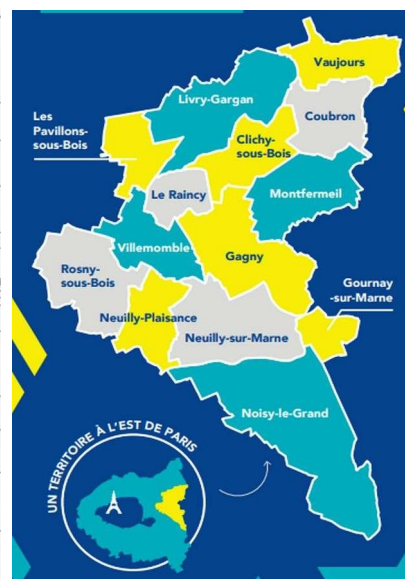 Vaujours
Livry-Gargan
Coubron
Les
Pavillons-
sous-Bois
Clichy-
sous-Bois
Le Raincy
Montfermeil
Villemomble
Gagny
Rosny-
sous-Bois
Gournay
-sur-Marne
Neuilly-Plaisance
Neuilly-sur-Marne
Noisy-le-Grand
UN TERRITOIRE À L'EST DE PARIS